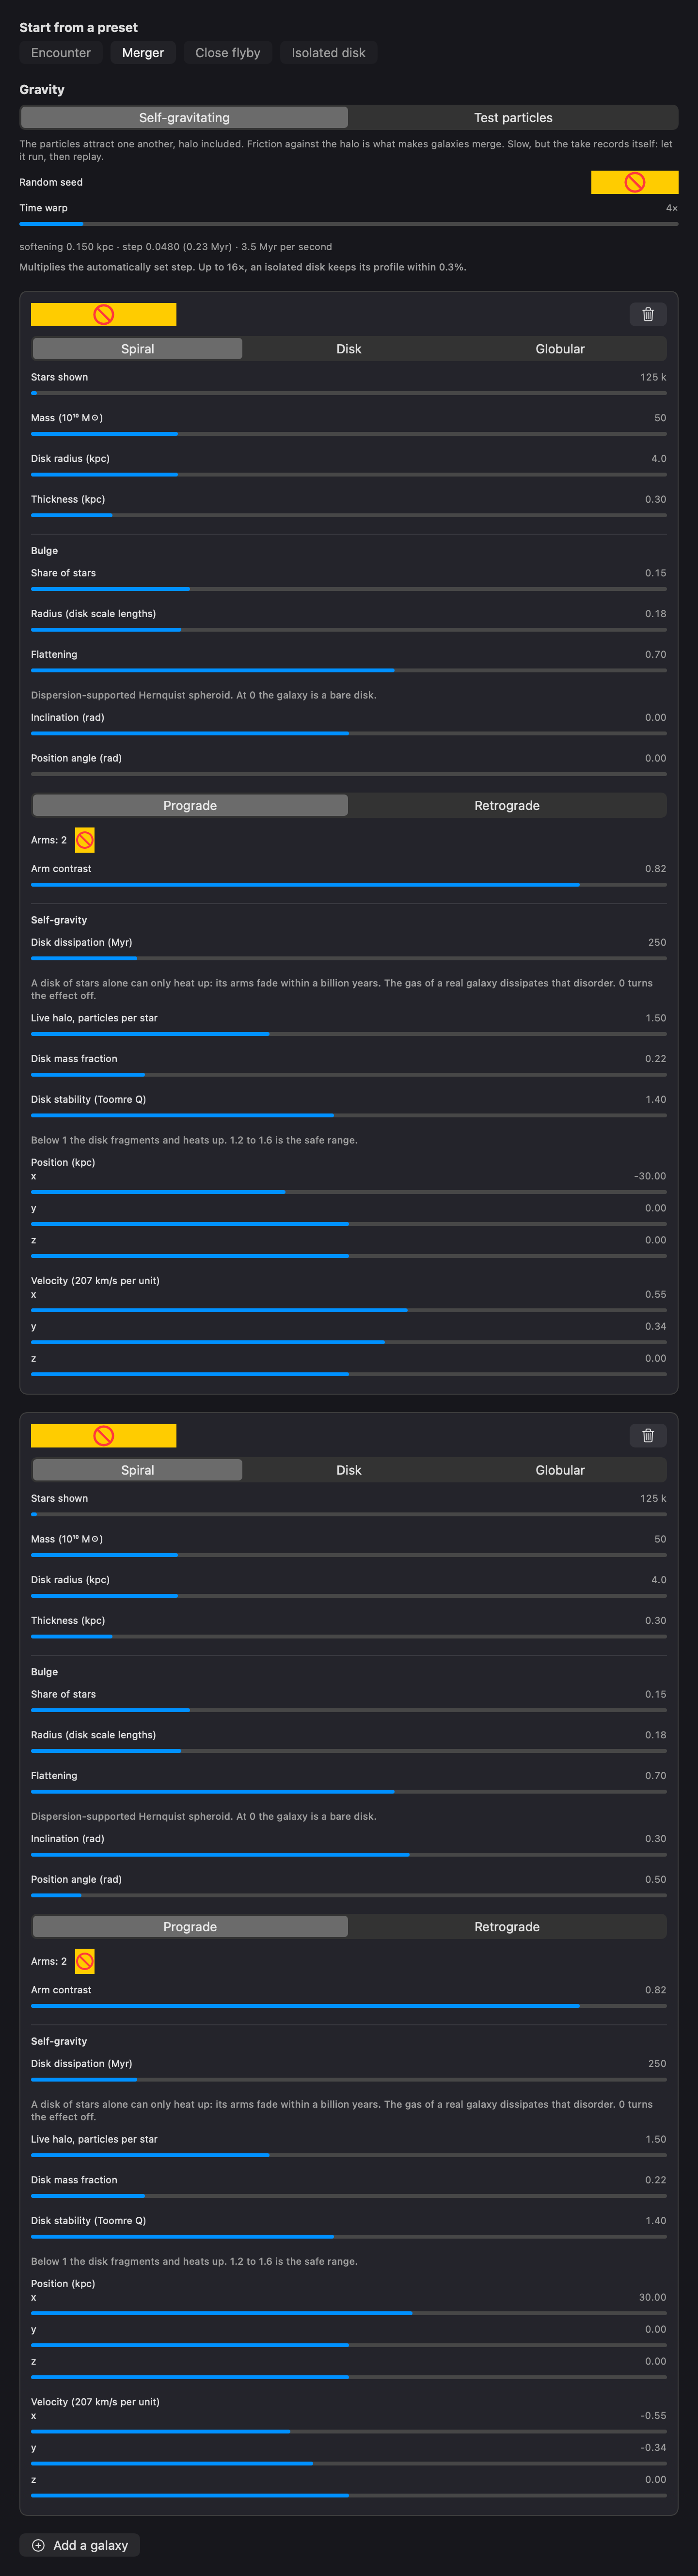 Start from a preset
Encounter
Merger
Close flyby
Isolated disk
Gravity
Self-gravitating
Test particles
The particles attract one another, halo included. Friction against the halo is what makes galaxies merge. Slow, but the take records itself: let
it run, then replay.
Random seed
Time warp
4×
softening 0.150 kpc · step 0.0480 (0.23 Myr) · 3.5 Myr per second
Multiplies the automatically set step. Up to 16×, an isolated disk keeps its profile within 0.3%.
Spiral
Disk
Globular
Stars shown
125 k
Mass (10¹⁰ M☉)
50
Disk radius (kpc)
4.0
Thickness (kpc)
0.30
Bulge
Share of stars
0.15
Radius (disk scale lengths)
0.18
Flattening
0.70
Dispersion-supported Hernquist spheroid. At 0 the galaxy is a bare disk.
Inclination (rad)
0.00
Position angle (rad)
0.00
Prograde
Retrograde
Arms: 2
Arm contrast
0.82
Self-gravity
Disk dissipation (Myr)
250
A disk of stars alone can only heat up: its arms fade within a billion years. The gas of a real galaxy dissipates that disorder. 0 turns
the effect off.
Live halo, particles per star
1.50
Disk mass fraction
0.22
Disk stability (Toomre Q)
1.40
Below 1 the disk fragments and heats up. 1.2 to 1.6 is the safe range.
Position (kpc)
x
-30.00
y
0.00
z
0.00
Velocity (207 km/s per unit)
x
0.55
y
0.34
z
0.00
Spiral
Disk
Globular
Stars shown
125 k
Mass (10¹⁰ M☉)
50
Disk radius (kpc)
4.0
Thickness (kpc)
0.30
Bulge
Share of stars
0.15
Radius (disk scale lengths)
0.18
Flattening
0.70
Dispersion-supported Hernquist spheroid. At 0 the galaxy is a bare disk.
Inclination (rad)
0.30
Position angle (rad)
0.50
Prograde
Retrograde
Arms: 2
Arm contrast
0.82
Self-gravity
Disk dissipation (Myr)
250
A disk of stars alone can only heat up: its arms fade within a billion years. The gas of a real galaxy dissipates that disorder. 0 turns
the effect off.
Live halo, particles per star
1.50
Disk mass fraction
0.22
Disk stability (Toomre Q)
1.40
Below 1 the disk fragments and heats up. 1.2 to 1.6 is the safe range.
Position (kpc)
x
30.00
y
0.00
z
0.00
Velocity (207 km/s per unit)
x
-0.55
y
-0.34
z
0.00
Add a galaxy